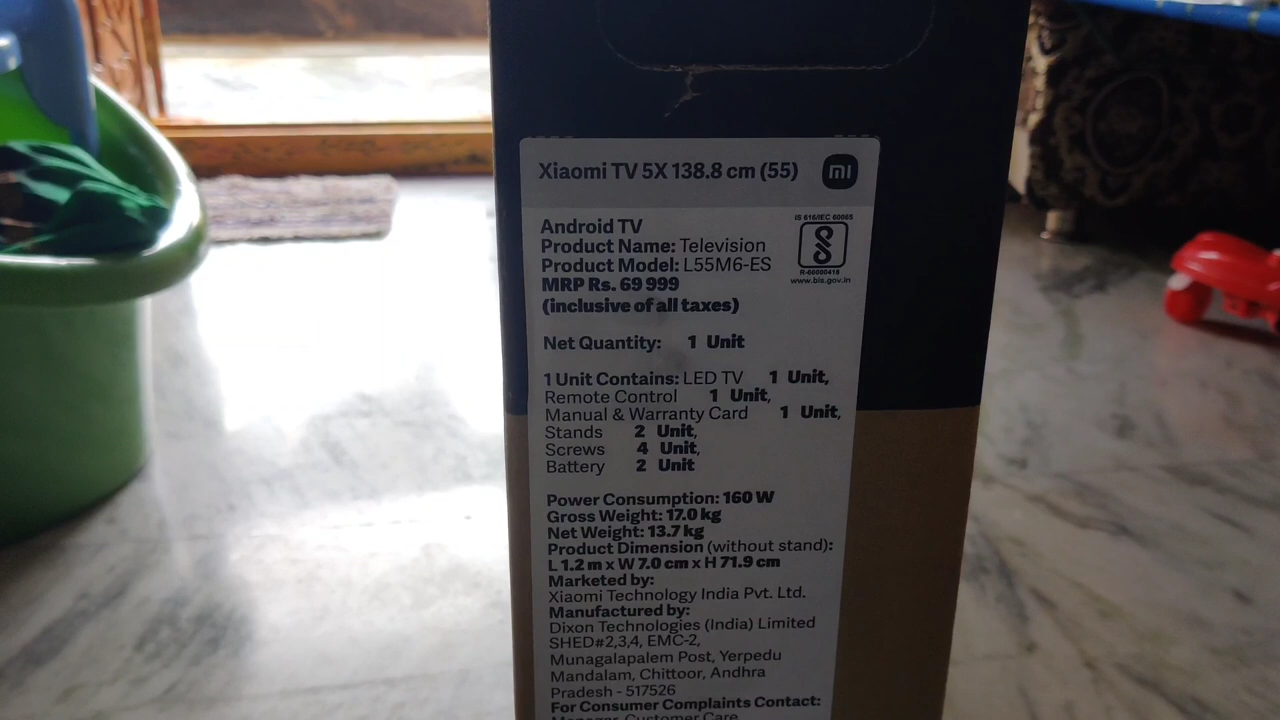 Xiaomi TV 5X 138.8 cm (55)
mi
Android TV
Product Name: Television
Product Model: L55M6-ES
MRP Rs. 69 999
(inclusive of all taxes)
IS 616/IEC 60065
R-66000418
www.bis.gov.in
Net Quantity: 1 Unit
1 Unit Contains: LED TV 1 Unit,
Remote Control 1 Unit,
Manual & Warranty Card 1 Unit,
Stands 2 Unit,
Screws 4 Unit,
Battery 2 Unit
Power Consumption: 160 W
Gross Weight: 17.0 kg
Net Weight: 13.7 kg
Product Dimension (without stand):
L 1.2 m x W 7.0 cm x H 71.9 cm
Marketed by:
Xiaomi Technology India Pvt. Ltd.
Manufactured by:
Dixon Technologies (India) Limited
SHED#2,3,4, EMC-2,
Munagalapalem Post, Yerpedu
Mandalam, Chittoor, Andhra
Pradesh - 517526
For Consumer Complaints Contact:
Manager, Customer Care